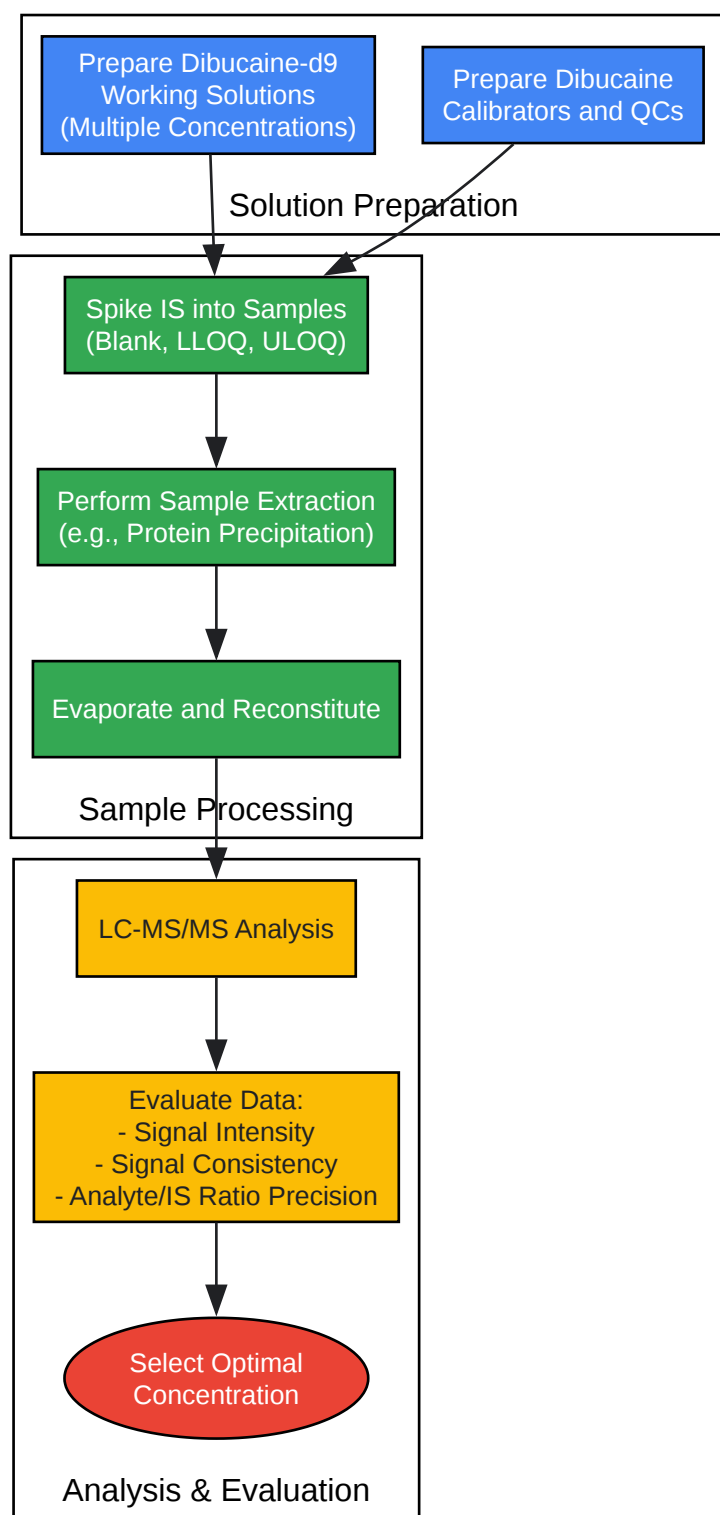 Prepare Dibucaine-d9
Working Solutions
(Multiple Concentrations)
Prepare Dibucaine
Calibrators and QCs
Solution Preparation
Spike IS into Samples
(Blank, LLOQ, ULOQ)
Perform Sample Extraction
(e.g., Protein Precipitation)
Evaporate and Reconstitute
Sample Processing
LC-MS/MS Analysis
Evaluate Data:
- Signal Intensity
- Signal Consistency
- Analyte/IS Ratio Precision
Select Optimal
Concentration
Analysis & Evaluation